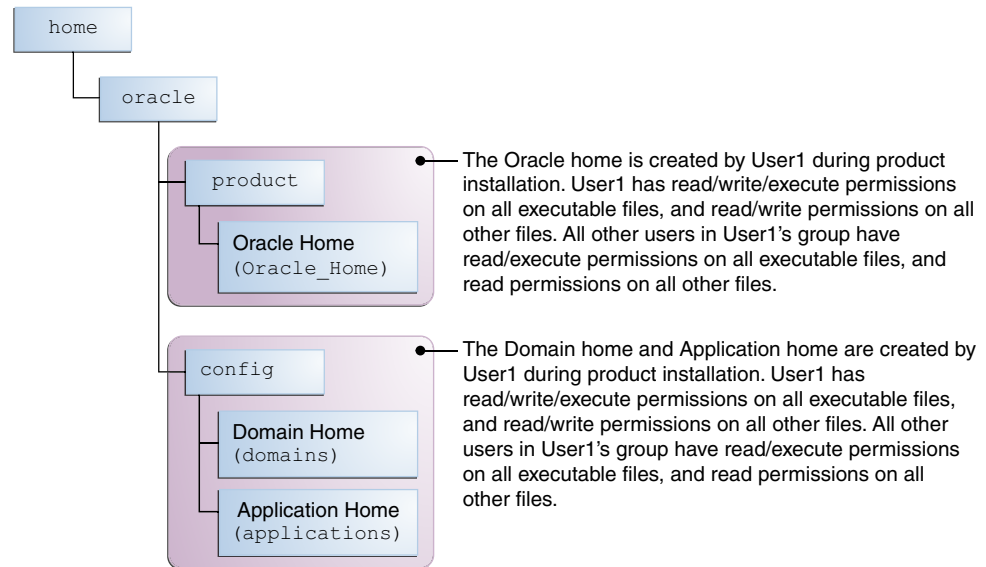 home
oracle
product
Oracle Home
(Oracle_Home)
The Oracle home is created by User1 during product
installation. User1 has read/write/execute permissions
on all executable files, and read/write permissions on all
other files. All other users in User1's group have
read/execute permissions on all executable files, and
read permissions on all other files.
config
Domain Home
(domains)
Application Home
(applications)
The Domain home and Application home are created by
User1 during product installation. User1 has
read/write/execute permissions on all executable files,
and read/write permissions on all other files. All other
users in User1's group have read/execute permissions
on all executable files, and read permissions on all
other files.